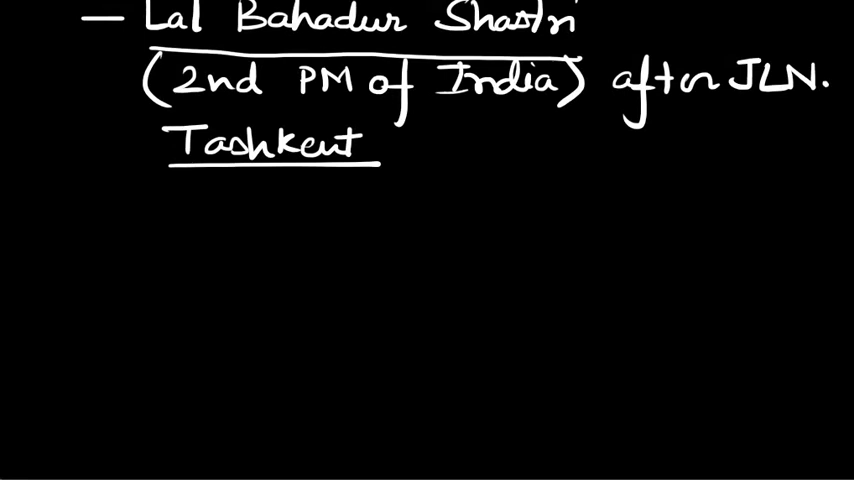 — Lal Bahadur Shastri
(2nd PM of India) after JLN.
Tashkent